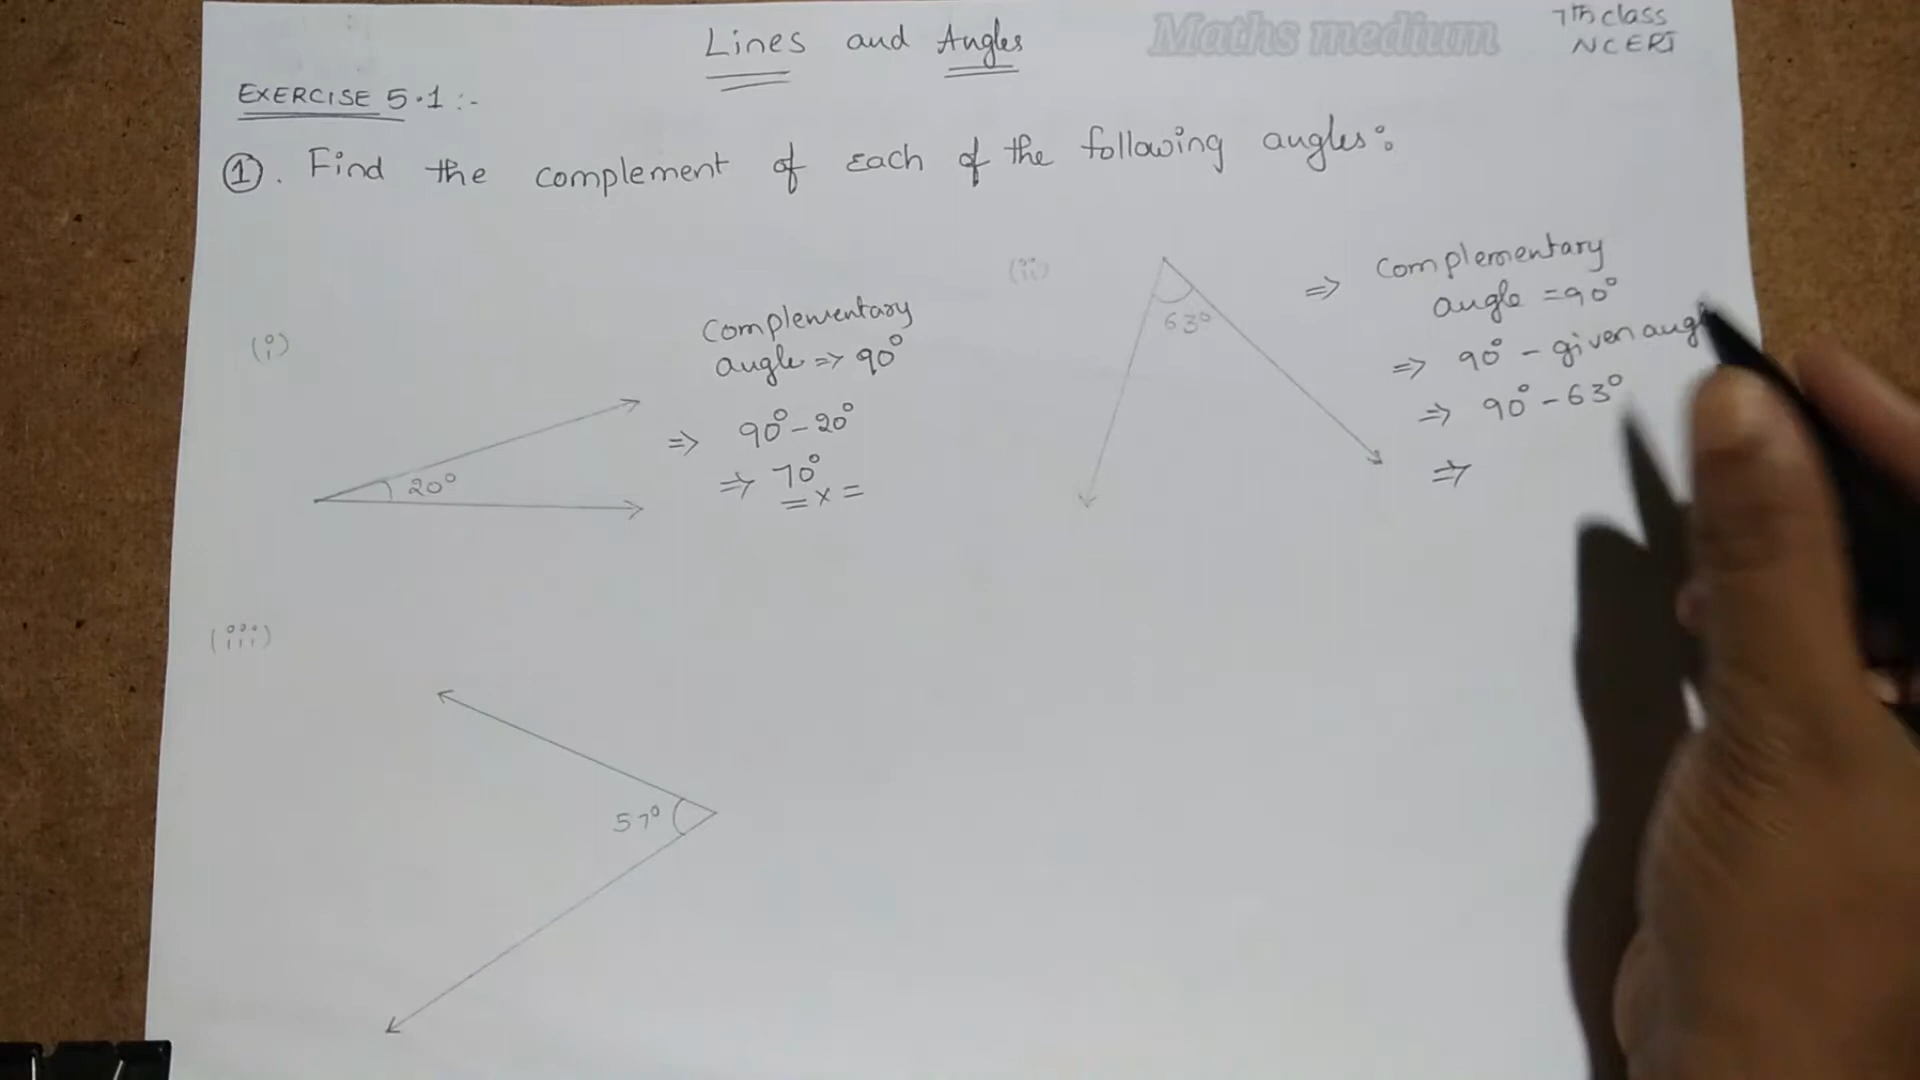 Lines and Angles
Maths medium
7th class
NCERT
EXERCISE 5.1 :-
①. Find the complement of Each of the following angles:
(i)
20°
complementary
angle => 90°
=> 90° - 20°
=> 70°
= x =
(ii)
63°
=> complementary
angle = 90°
=> 90° - given
=> 90° - 63°
=>
(iii)
57°